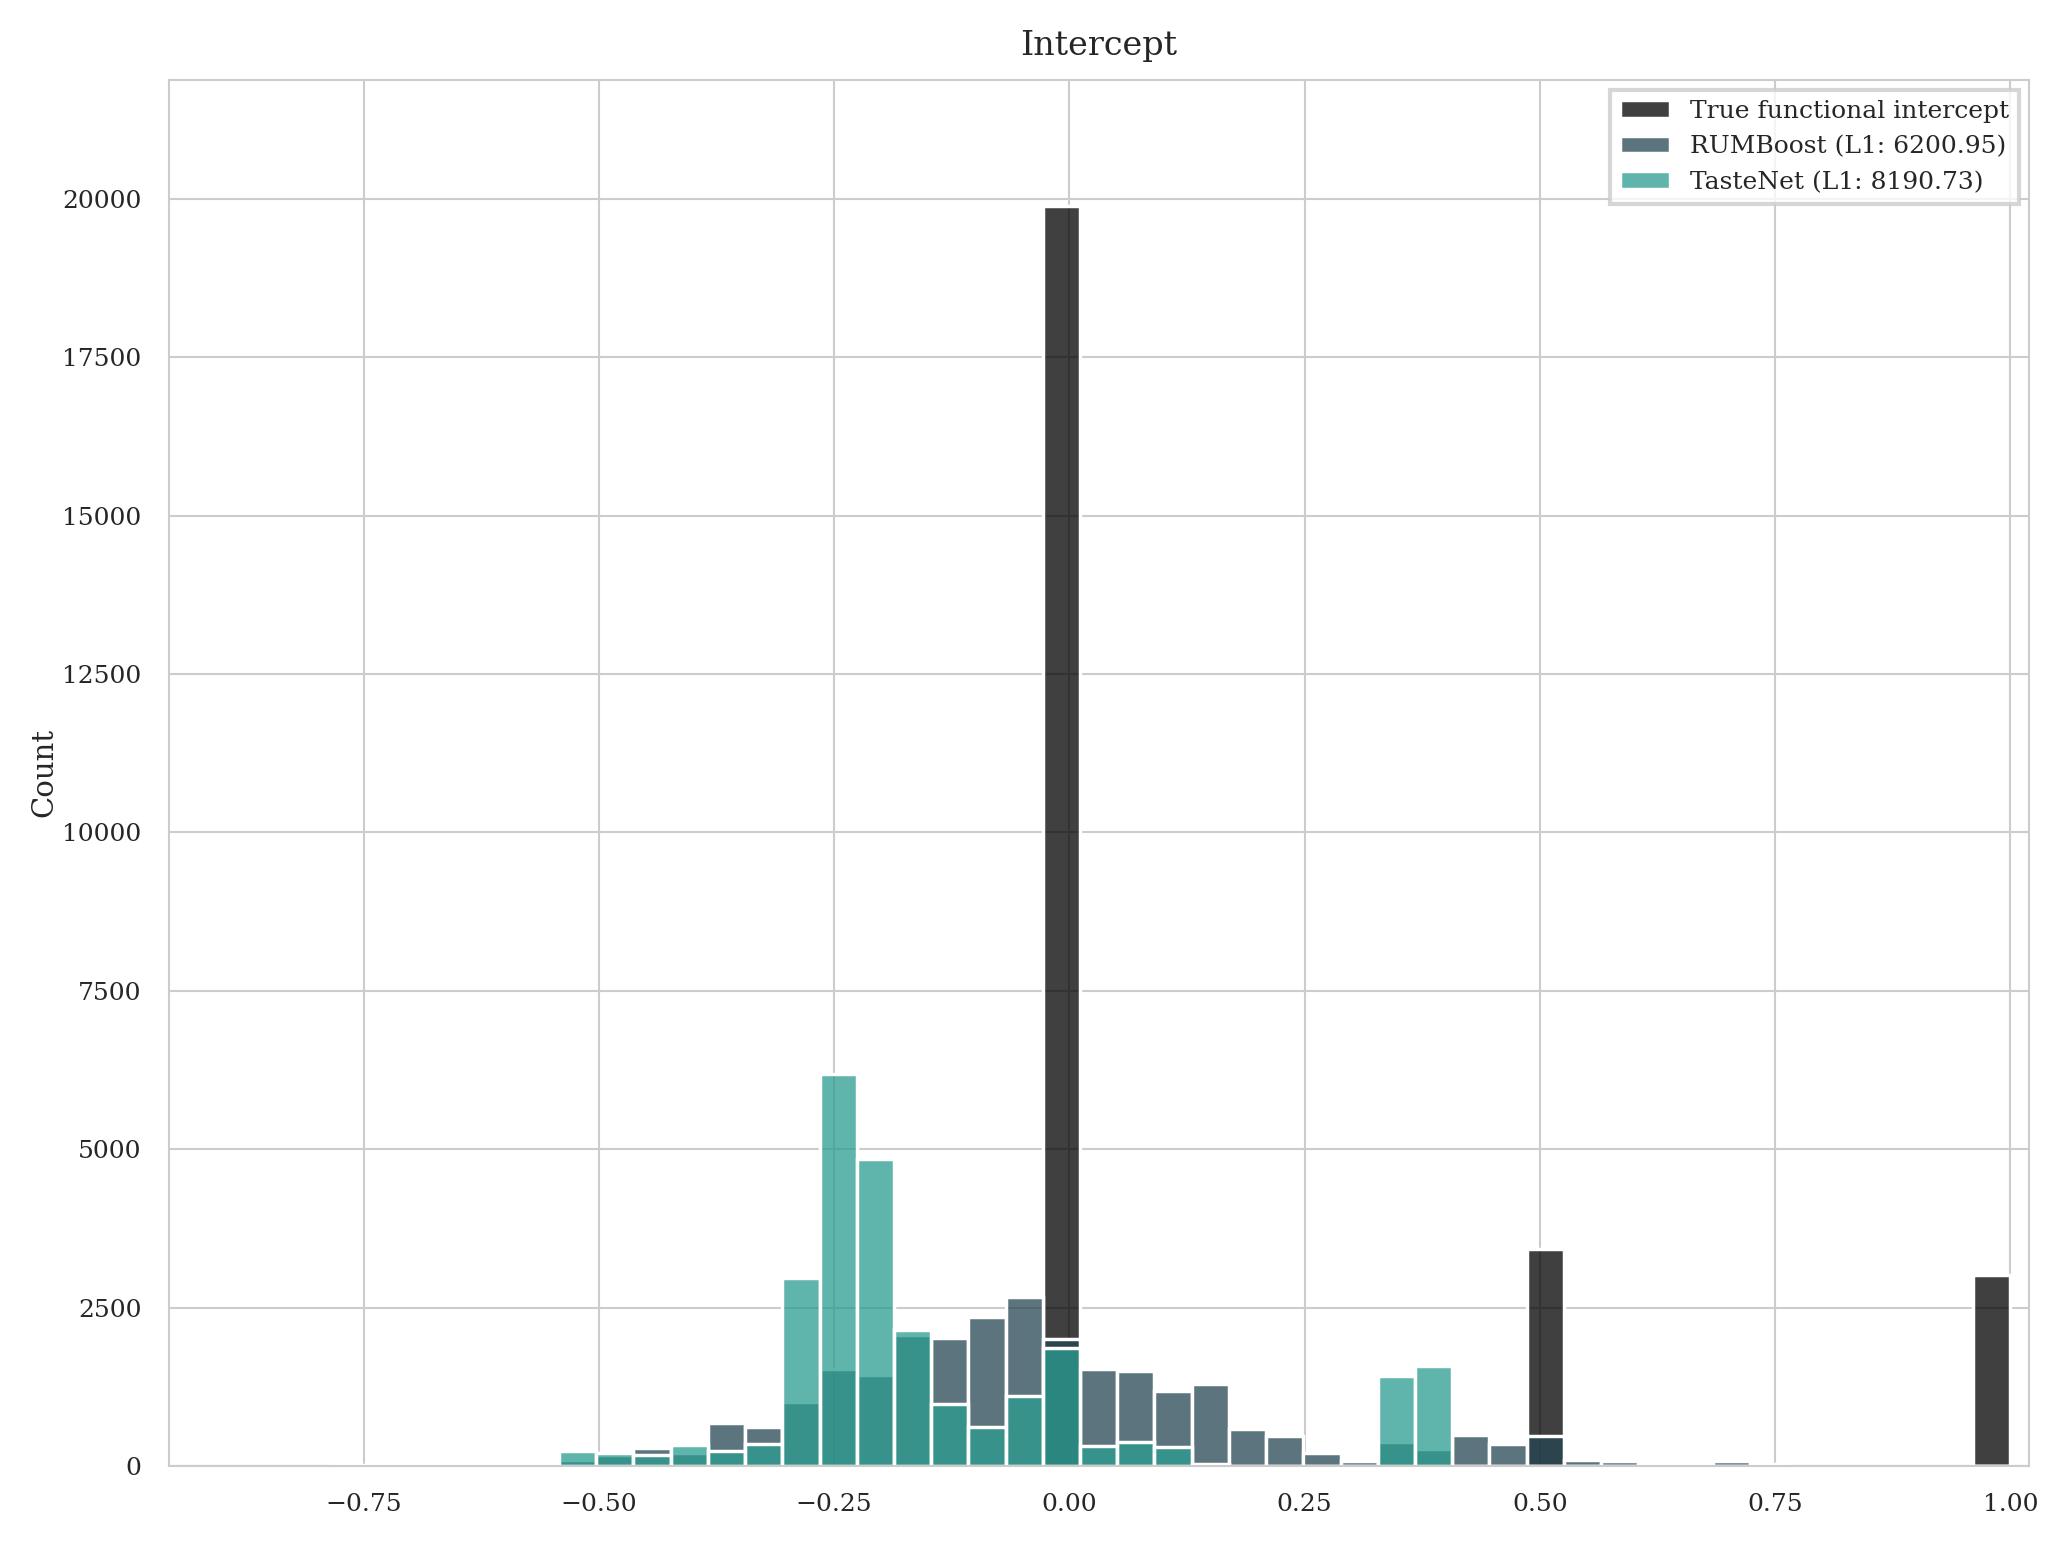 Intercept
True functional intercept
RUMBoost (L1: 6200.95)
TasteNet (L1: 8190.73)
Count
20000
17500
15000
12500
10000
7500
5000
2500
0
−0.75 −0.50 −0.25 0.00 0.25 0.50 0.75 1.00